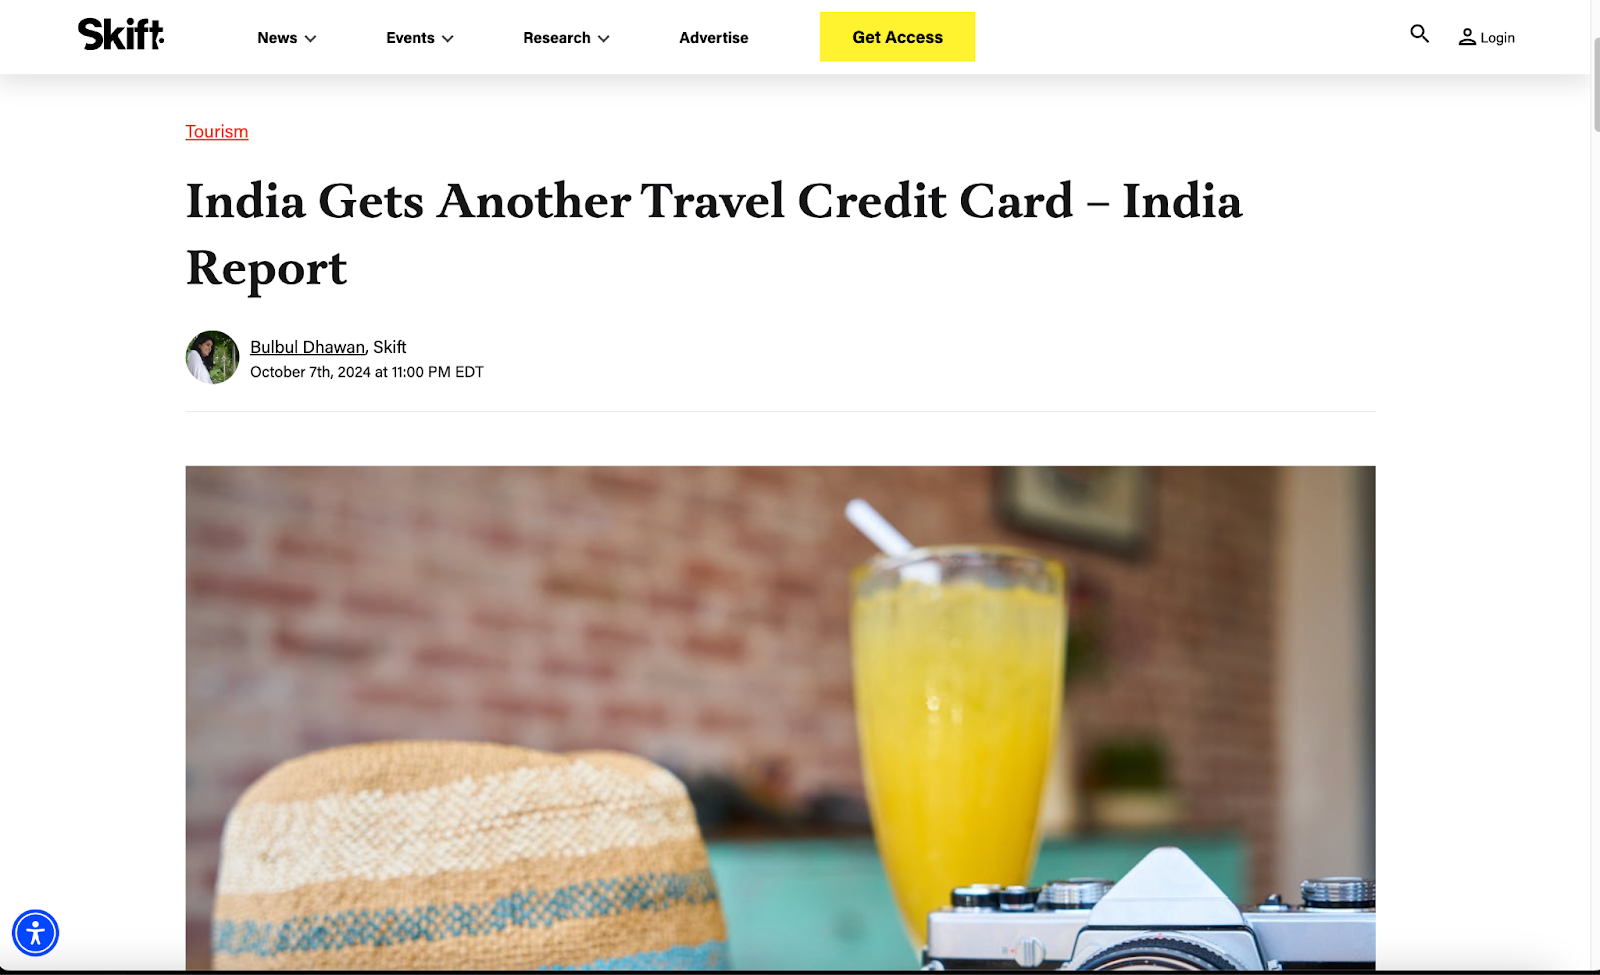 Skift.
News
Events
Research
Advertise
Get Access
Login
Tourism
India Gets Another Travel Credit Card – India
Report
Bulbul Dhawan, Skift
October 7th, 2024 at 11:00 PM EDT